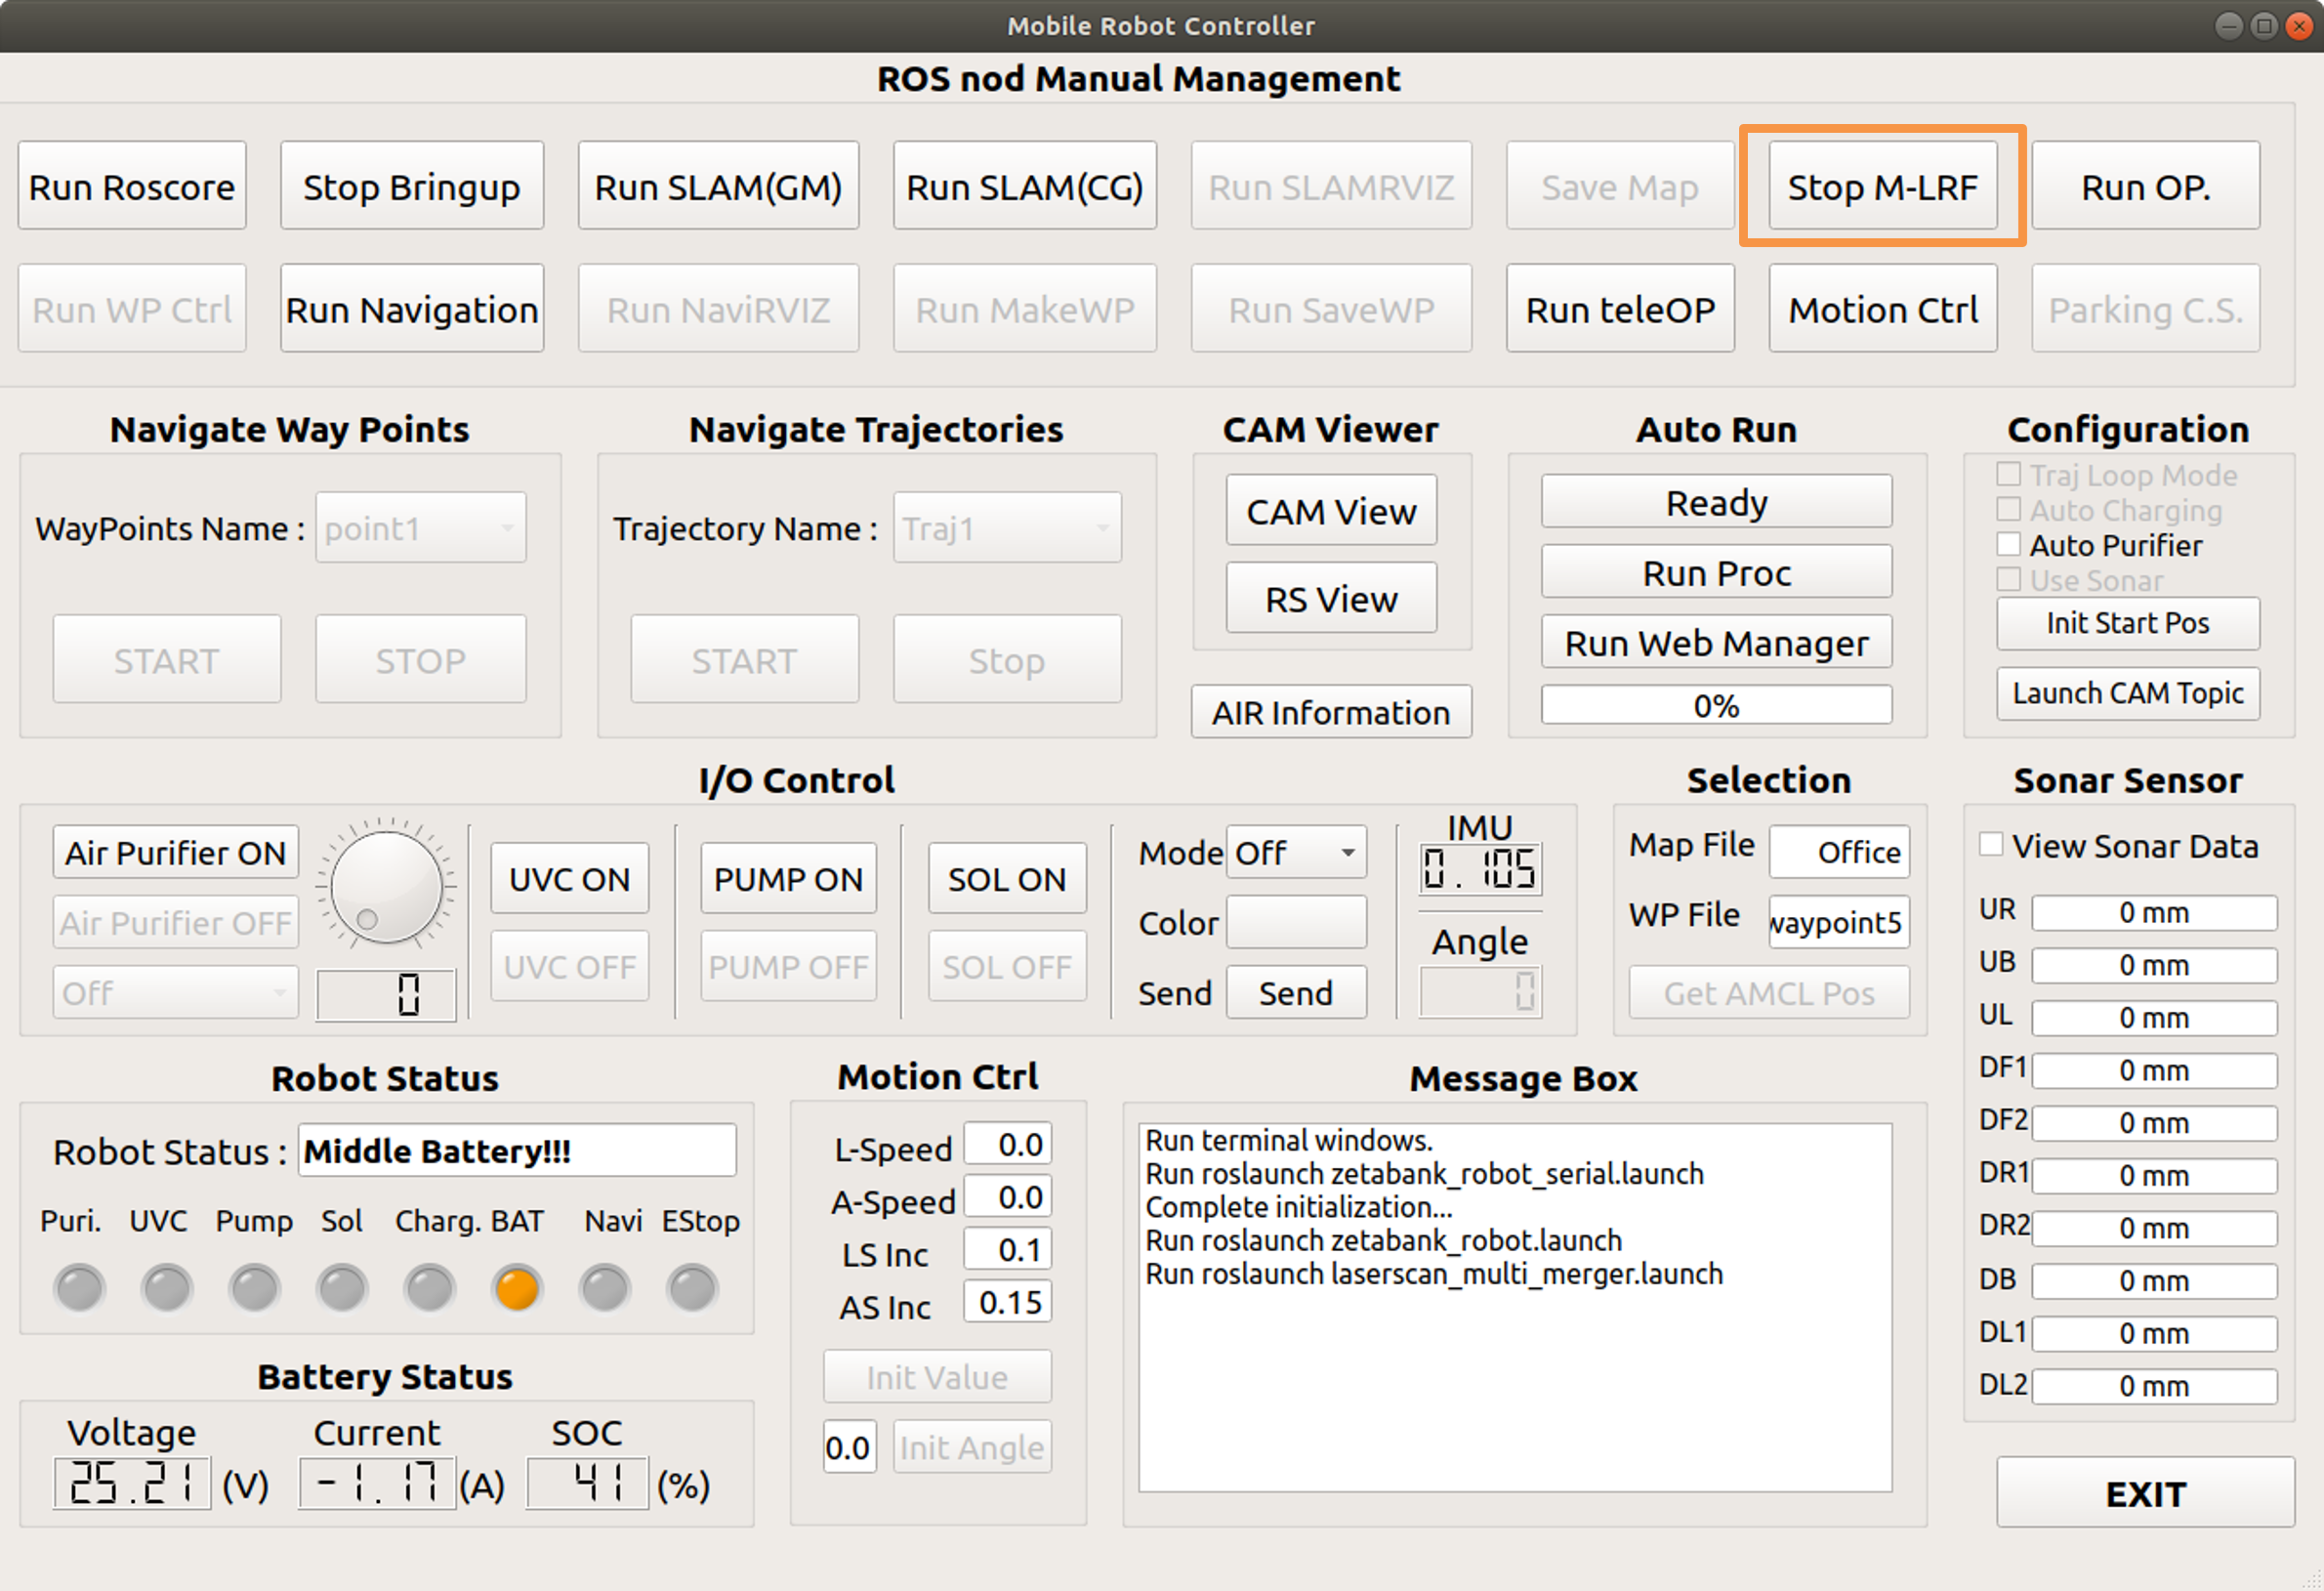 Mobile Robot Controller
ROS nod Manual Management
Run Roscore Stop Bringup Run SLAM(GM) Run SLAM(CG) Run SLAMRVIZ Save Map Stop M-LRF Run OP.
Run WP Ctrl Run Navigation Run NaviRVIZ Run MakeWP Run SaveWP Run teleOP Motion Ctrl Parking C.S.
Navigate Way Points
WayPoints Name : point1
START STOP
Navigate Trajectories
Trajectory Name : Traj1
START Stop
CAM Viewer
CAM View
RS View
AIR Information
Auto Run
Ready
Run Proc
Run Web Manager
0%
Configuration
Traj Loop Mode
Auto Charging
Auto Purifier
Use Sonar
Init Start Pos
Launch CAM Topic
I/O Control
Air Purifier ON
Air Purifier OFF
Off
0
UVC ON
UVC OFF
PUMP ON
PUMP OFF
SOL ON
SOL OFF
Mode Off
Color
Send Send
IMU
0.105
Angle
0
Selection
Map File Office
WP File waypoint5
Get AMCL Pos
Sonar Sensor
View Sonar Data
UR 0 mm
UB 0 mm
UL 0 mm
DF1 0 mm
DF2 0 mm
DR1 0 mm
DR2 0 mm
DB 0 mm
DL1 0 mm
DL2 0 mm
Robot Status
Robot Status : Middle Battery!!!
Puri. UVC Pump Sol Charg. BAT Navi EStop
Battery Status
Voltage Current SOC
25.21 (V) -1.17 (A) 41 (%)
Motion Ctrl
L-Speed 0.0
A-Speed 0.0
LS Inc 0.1
AS Inc 0.15
Init Value
0.0 Init Angle
Message Box
Run terminal windows.
Run roslaunch zetabank_robot_serial.launch
Complete initialization...
Run roslaunch zetabank_robot.launch
Run roslaunch laserscan_multi_merger.launch
EXIT